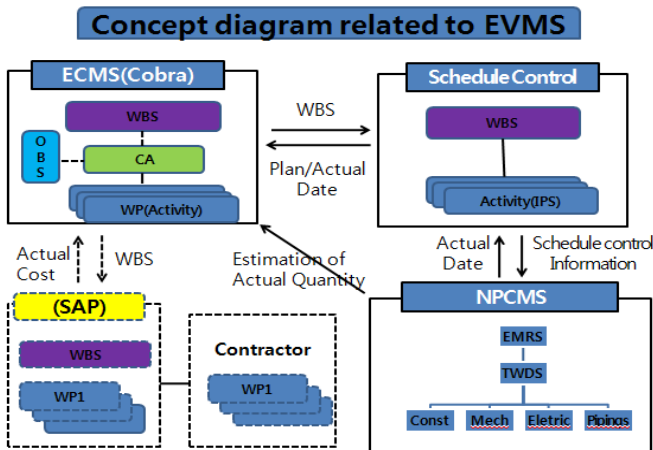 Concept diagram related to EVMS
ECMS(Cobra)
WBS
O
B
S
CA
WP(Activity)
WBS
Plan/Actual
Date
Schedule Control
WBS
Activity(IPS)
Actual
Cost
WBS
Estimation of
Actual Quantity
Actual
Date
Schedule control
Information
(SAP)
WBS
WP1
Contractor
WP1
NPCMS
EMRS
TWDS
Const
Mech
Eletric
Pipings